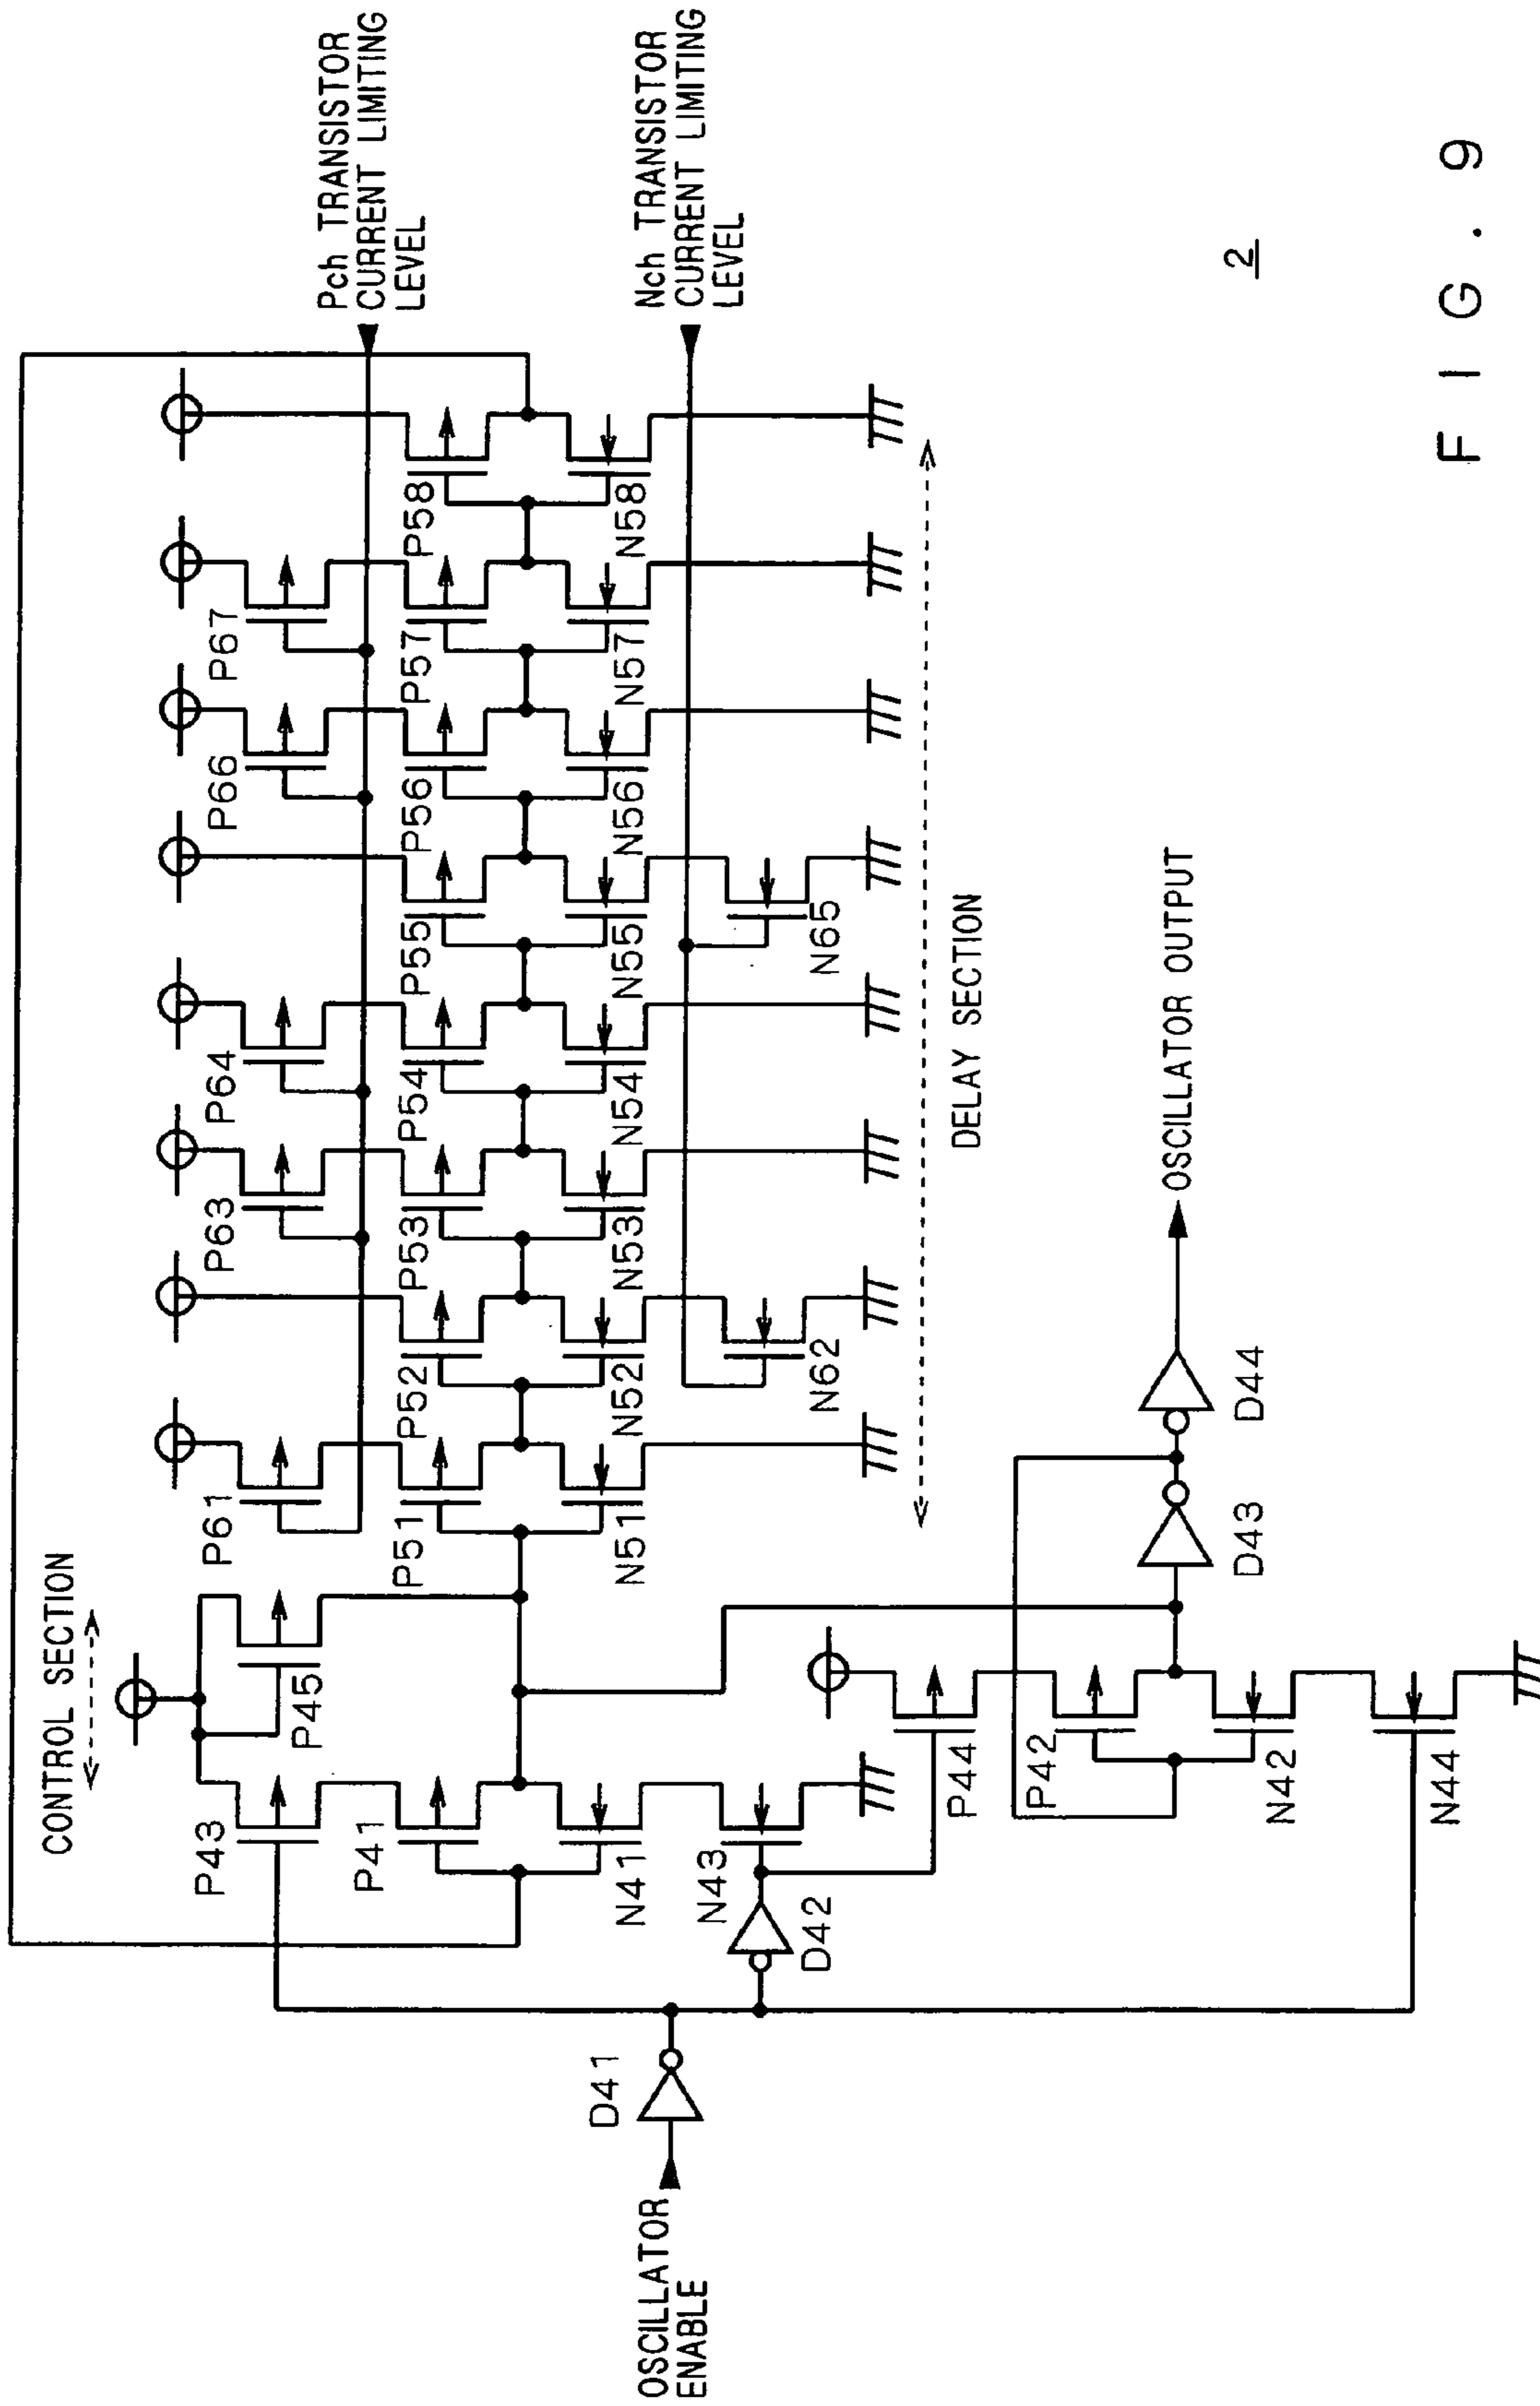 CONTROL SECTION
Pch TRANSISTOR
CURRENT LIMITING
LEVEL
Nch TRANSISTOR
CURRENT LIMITING
LEVEL
P43
P45
P61
P63
P64
P66
P67
P41
P51
P52
P53
P54
P55
P56
P57
P58
N41
N51
N52
N53
N54
N55
N56
N57
N58
N43
N62
N65
D41
D42
OSCILLATOR
ENABLE
DELAY SECTION
P44
P42
N42
N44
D43
D44
OSCILLATOR OUTPUT
2
FIG. 9